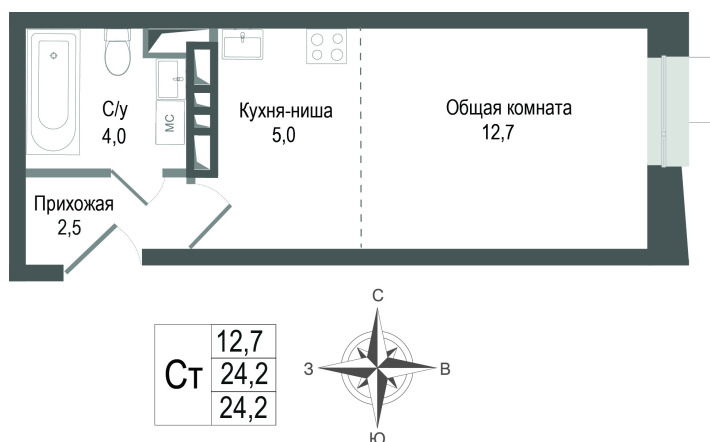 С/у
4,0
МС
Кухня-ниша
5,0
Общая комната
12,7
Прихожая
2,5
Ст
12,7
24,2
24,2
С
З
В
Ю